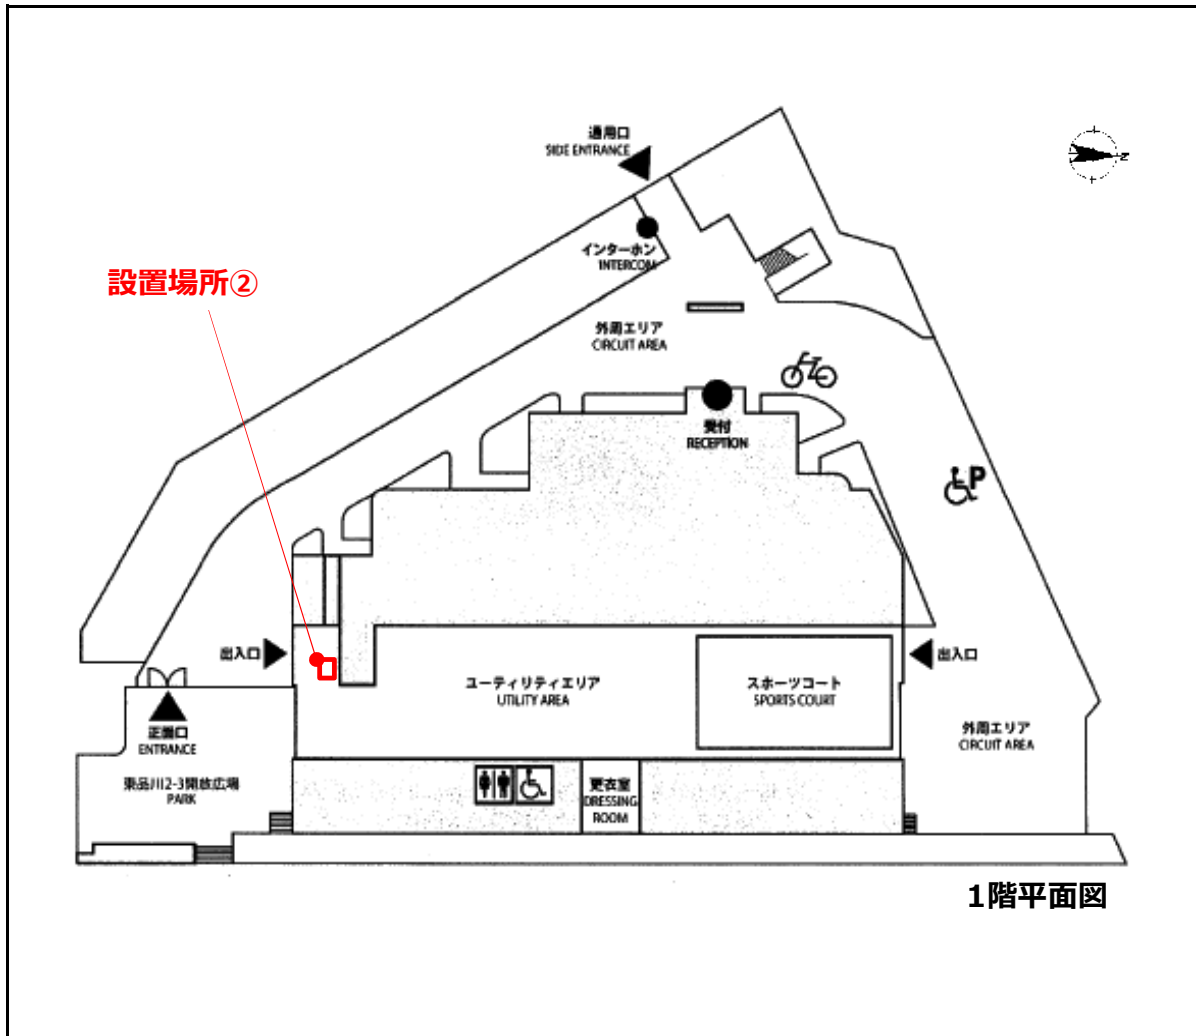 通用口
SIDE ENTRANCE
インターホン
INTERCOM
設置場所②
外周エリア
CIRCUIT AREA
受付
RECEPTION
P
出入口
ユーティリティエリア
UTILITY AREA
スポーツコート
SPORTS COURT
出入口
正面口
ENTRANCE
外周エリア
CIRCUIT AREA
東品川2-3開放広場
PARK
更衣室
DRESSING
ROOM
1階平面図
N